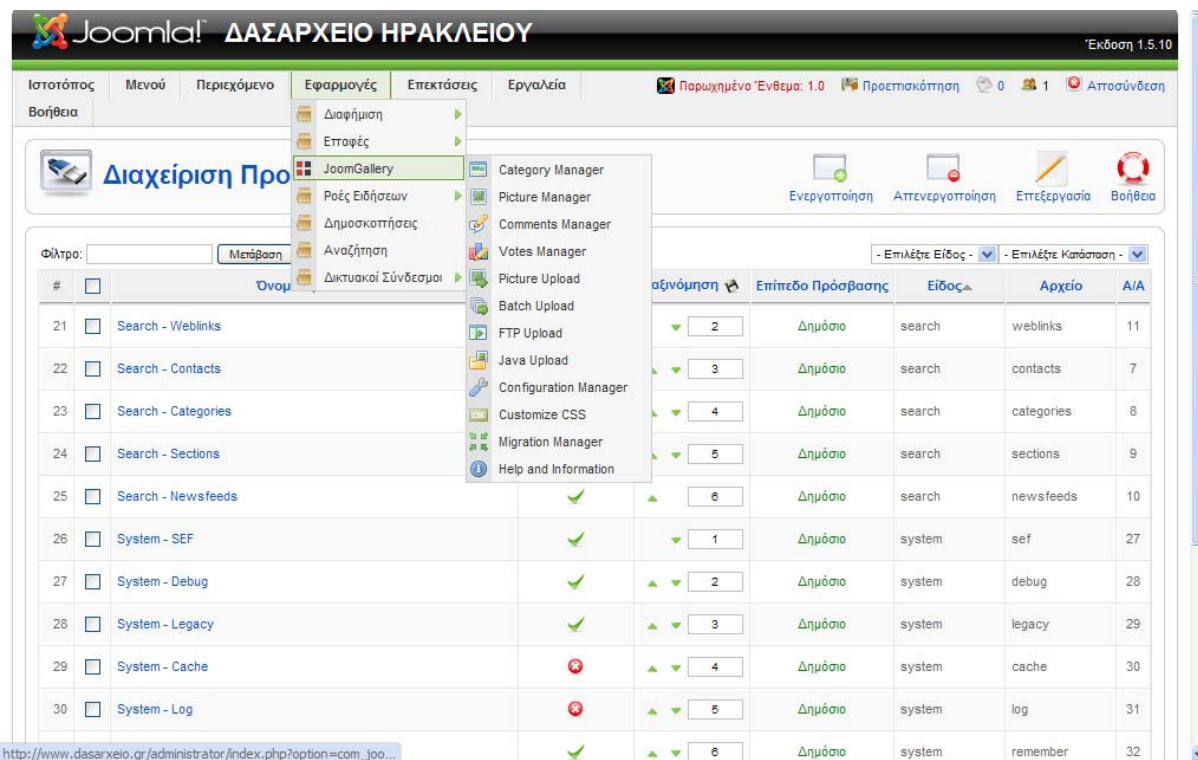 Joomla! ΔΑΣΑΡΧΕΙΟ ΗΡΑΚΛΕΙΟΥ
Έκδοση 1.5.10
Ιστοτόπος Μενού Περιεχόμενο Εφαρμογές Επεκτάσεις Εργαλεία Παρωχημένο Ένθεμα: 1.0 Προεπισκόπηση 0 1 Αποσύνδεση
Βοήθεια
Διαφήμιση
Επαφές
JoomGallery
Ροές Ειδήσεων
Δημοσκοπήσεις
Αναζήτηση
Δικτυακοί Σύνδεσμοι
Category Manager
Picture Manager
Comments Manager
Votes Manager
Picture Upload
Batch Upload
FTP Upload
Java Upload
Configuration Manager
Customize CSS
Migration Manager
Help and Information
Διαχείριση Προ
Ενεργοποίηση Απενεργοποίηση Επεξεργασία Βοήθεια
Φίλτρο: Μετάβαση - Επιλέξτε Είδος - - Επιλέξτε Κατάσταση -
# Όνομ αξινόμηση Επίπεδο Πρόσβασης Είδος Αρχείο Α/Α
21 Search - Weblinks 2 Δημόσιο search weblinks 11
22 Search - Contacts 3 Δημόσιο search contacts 7
23 Search - Categories 4 Δημόσιο search categories 8
24 Search - Sections 5 Δημόσιο search sections 9
25 Search - Newsfeeds 6 Δημόσιο search newsfeeds 10
26 System - SEF 1 Δημόσιο system sef 27
27 System - Debug 2 Δημόσιο system debug 28
28 System - Legacy 3 Δημόσιο system legacy 29
29 System - Cache 4 Δημόσιο system cache 30
30 System - Log 5 Δημόσιο system log 31
6 Δημόσιο system remember 32
http://www.dasarxeio.gr/administrator/index.php?option=com_joo...